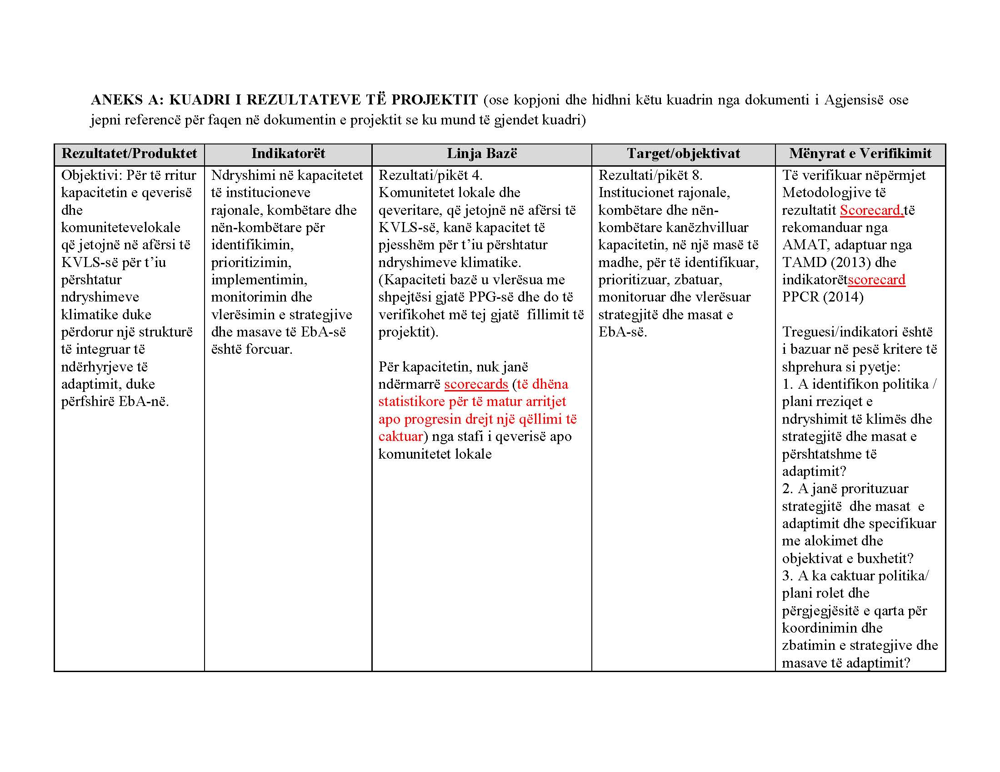 ANEKS A: KUADRI I REZULTATEVE TË PROJEKTIT (ose kopjoni dhe hidhni këtu kuadrin nga dokumenti i Agjensisë ose
jepni referencë për faqen në dokumentin e projektit se ku mund të gjendet kuadri)
Rezultatet/Produktet
Indikatorët
Linja Bazë
Target/objektivat
Mënyrat e Verifikimit
Objektivi: Për të rritur
kapacitetin e qeverisë
dhe
komunitetevelokale
që jetojnë në afërsi të
KVLS-së për t’iu
përshtatur
ndryshimeve
klimatike duke
përdorur një strukturë
të integruar të
ndërhyrjeve të
adaptimit, duke
përfshirë EbA-në.
Ndryshimi në kapacitetet
të institucioneve
rajonale, kombëtare dhe
nën-kombëtare për
identifikimin,
prioritizimin,
implementimin,
monitorimin dhe
vlerësimin e strategjive
dhe masave të EbA-së
është forcuar.
Rezultati/pikët 4.
Komunitetet lokale dhe
qeveritare, që jetojnë në afërsi të
KVLS-së, kanë kapacitet të
pjesshëm për t’iu përshtatur
ndryshimeve klimatike.
(Kapaciteti bazë u vlerësua me
shpejtësi gjatë PPG-së dhe do të
verifikohet më tej gjatë  fillimit të
projektit).
Për kapacitetin, nuk janë
ndërmarrë scorecards (të dhëna
statistikore për të matur arritjet
apo progresin drejt një qëllimi të
caktuar) nga stafi i qeverisë apo
komunitetet lokale
Rezultati/pikët 8.
Institucionet rajonale,
kombëtare dhe nën-
kombëtare kanëzhvilluar
kapacitetin, në një masë të
madhe, për të identifikuar,
prioritizuar, zbatuar,
monitoruar dhe vlerësuar
strategjitë dhe masat e
EbA-së.
Të verifikuar nëpërmjet
Metodologjive të
rezultatit Scorecard,të
rekomanduar nga
AMAT, adaptuar nga
TAMD (2013) dhe
indikatorëtscorecard
PPCR (2014)
Treguesi/indikatori është
i bazuar në pesë kritere të
shprehura si pyetje:
1. A identifikon politika /
plani rreziqet e
ndryshimit të klimës dhe
strategjitë dhe masat e
përshtatshme të
adaptimit?
2. A janë prorituzuar
strategjitë  dhe masat  e
adaptimit dhe specifikuar
me alokimet dhe
objektivat e buxhetit?
3. A ka caktuar politika/
plani rolet dhe
përgjegjësitë e qarta për
koordinimin dhe
zbatimin e strategjive dhe
masave të adaptimit?